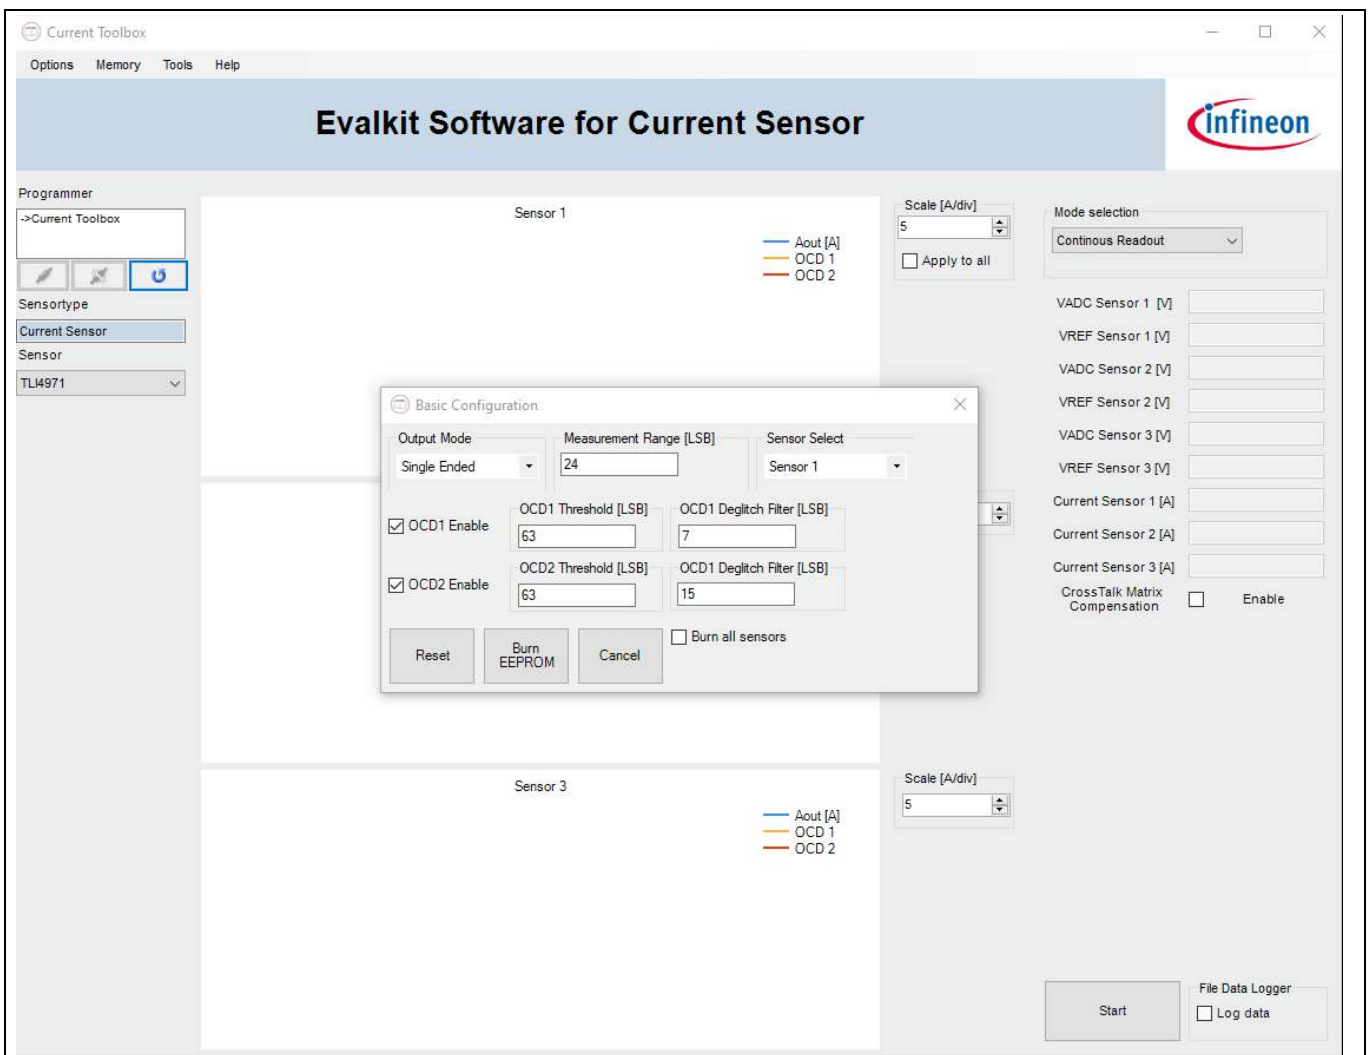 Current Toolbox
Options Memory Tools Help
Evalkit Software for Current Sensor
infineon
Programmer
->Current Toolbox
Sensortype
Current Sensor
Sensor
TLI4971
Sensor 1
Aout [A]
OCD 1
OCD 2
Scale [A/div]
5
Apply to all
Mode selection
Continous Readout
VADC Sensor 1 [V]
VREF Sensor 1 [V]
VADC Sensor 2 [V]
VREF Sensor 2 [V]
VADC Sensor 3 [V]
VREF Sensor 3 [V]
Current Sensor 1 [A]
Current Sensor 2 [A]
Current Sensor 3 [A]
CrossTalk Matrix
Compensation
Enable
Basic Configuration
Output Mode
Single Ended
Measurement Range [LSB]
24
Sensor Select
Sensor 1
OCD1 Enable
OCD1 Threshold [LSB]
63
OCD1 Deglitch Filter [LSB]
7
OCD2 Enable
OCD2 Threshold [LSB]
63
OCD1 Deglitch Filter [LSB]
15
Reset
Burn
EEPROM
Cancel
Burn all sensors
Sensor 3
Aout [A]
OCD 1
OCD 2
Scale [A/div]
5
Start
File Data Logger
Log data